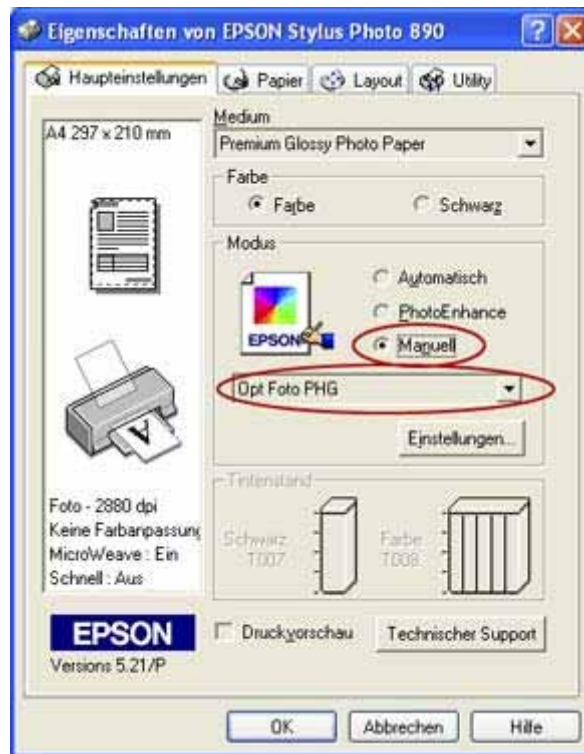 Eigenschaften von EPSON Stylus Photo 890
Haupteinstellungen Papier Layout Utility
A4 297 x 210 mm
Medium
Premium Glossy Photo Paper
Farbe
Farbe Schwarz
Modus
Automatisch
PhotoEnhance
EPSON
Manuell
Opt Foto PHG
Einstellungen...
Tintenstand
Schwarz
T007
Farbe
T008
A
Foto - 2880 dpi
Keine Farbanpassung
MicroWeave : Ein
Schnell : Aus
EPSON
Versions 5.21/P
Druckvorschau Technischer Support
OK Abbrechen Hilfe